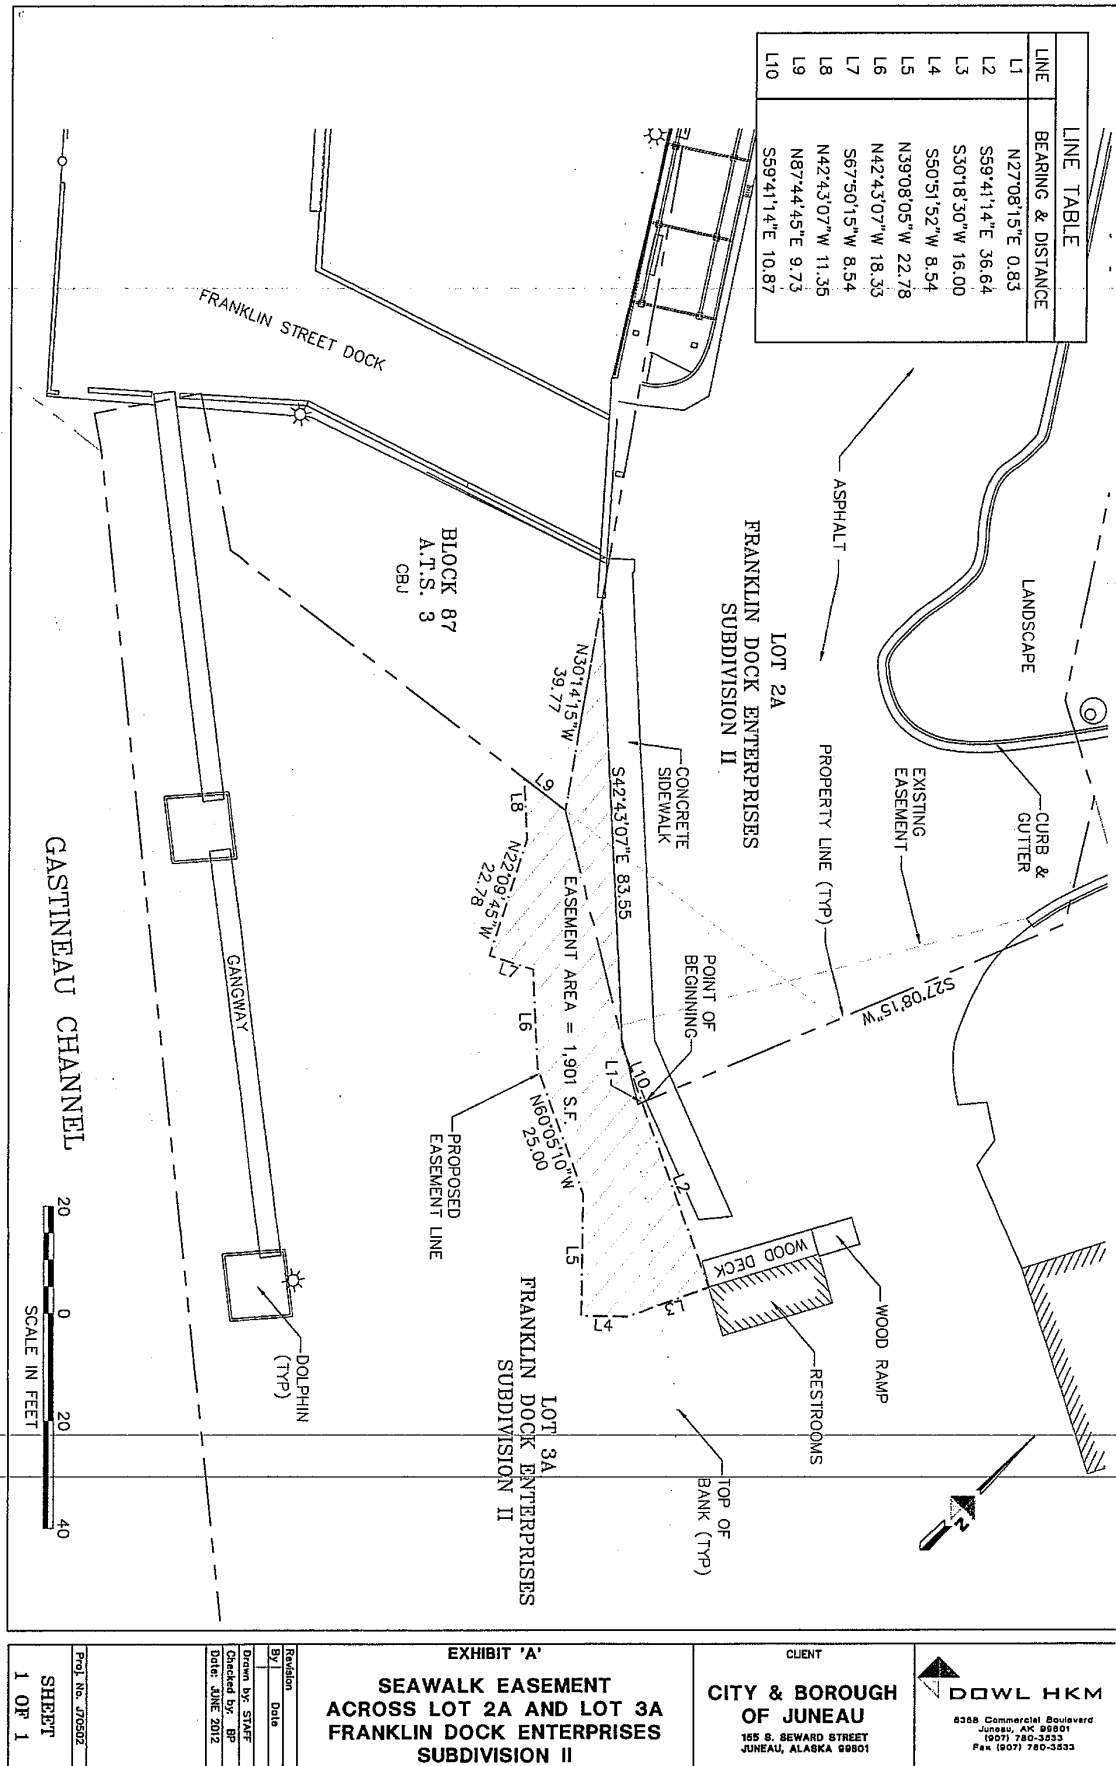 LINE TABLE
LINE BEARING & DISTANCE
L1 N27°08'15"E 0.83
L2 S59°41'14"E 36.64
L3 S30°18'30"W 16.00
L4 S50°51'52"W 8.54
L5 N39°08'05"W 22.78
L6 N42°43'07"W 18.33
L7 S67°50'15"W 8.54
L8 N42°43'07"W 11.35
L9 N87°44'45"E 9.73
L10 S59°41'14"E 10.87
FRANKLIN STREET DOCK
ASPHALT
LANDSCAPE
BLOCK 87
A.T.S. 3
CBJ
LOT 2A
FRANKLIN DOCK ENTERPRISES
SUBDIVISION II
N30°14'15"W
39.77
CONCRETE
SIDEWALK
S42°43'07"E 83.55
PROPERTY LINE (TYP)
EXISTING
EASEMENT
CURB &
GUTTER
L9
L8
N22°09'45"W
22.78
L7
EASEMENT AREA = 1,901 S.F.
L6
POINT OF
BEGINNING
S27°08'15"W
L10
L1
N60°05'10"W
25.00
L2
GASTINEAU CHANNEL
GANGWAY
PROPOSED
EASEMENT LINE
L5
L4
L3
WOOD DECK
WOOD RAMP
RESTROOMS
DOLPHIN
(TYP)
LOT 3A
FRANKLIN DOCK ENTERPRISES
SUBDIVISION II
TOP OF
BANK (TYP)
N
20 0 20 40
SCALE IN FEET
DOWL HKM
5368 Commercial Boulevard
Juneau, AK 99801
(907) 780-3533
Fax (907) 780-3533
CLIENT
CITY & BOROUGH
OF JUNEAU
155 S. SEWARD STREET
JUNEAU, ALASKA 99801
EXHIBIT 'A'
SEAWALK EASEMENT
ACROSS LOT 2A AND LOT 3A
FRANKLIN DOCK ENTERPRISES
SUBDIVISION II
Revision
By Date
Drawn by: STAFF
Checked by: BP
Date: JUNE 2012
Proj. No. J70502
SHEET
1 OF 1